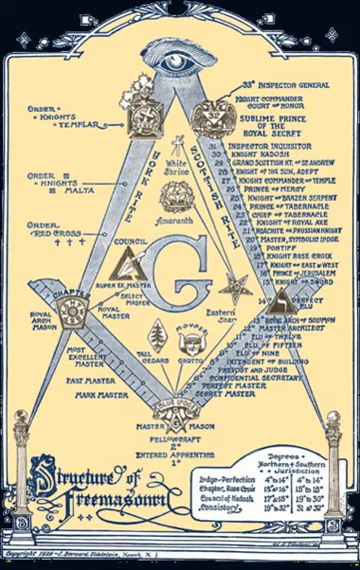 33° INSPECTOR GENERAL
KNIGHT COMMANDER
COURT OF HONOR
32
SUBLIME PRINCE
OF THE
ROYAL SECRET
ORDER
KNIGHTS
TEMPLAR
YORK RITE
SCOTTISH RITE
White
Shrine
Amaranth
31 INSPECTOR INQUISITOR
30 KNIGHT KADOSH
29 GRAND SCOTTISH KT. OF ST. ANDREW
28 KNIGHT OF THE SUN, ADEPT
27 KNIGHT COMMANDER OF TEMPLE
26 PRINCE OF MERCY
25 KNIGHT OF BRAZEN SERPENT
24 PRINCE OF TABERNACLE
23 CHIEF OF TABERNACLE
22 KNIGHT OF ROYAL AXE
21 NOACHITE OR PRUSSIAN KNIGHT
20° MASTER, SYMBOLIC LODGE
19 PONTIFF
18 KNIGHT ROSE CROIX
17 KNIGHT OF EAST & WEST
16 PRINCE OF JERUSALEM
15 KNIGHT OF SWORD
14 PERFECT
ELU
13° ROYAL ARCH OF SOLOMON
12° MASTER ARCHITECT
11° ELU OF TWELVE
10° ELU OF FIFTEEN
9° ELU OF NINE
8° INTENDENT OF BUILDING
7° PREVOST AND JUDGE
6° CONFIDENTIAL SECRETARY
5° PERFECT MASTER
4° SECRET MASTER
ORDER
KNIGHTS
MALTA
ORDER
RED CROSS
COUNCIL
SUPER EX. MASTER
SELECT
MASTER
ROYAL
MASTER
G
Eastern
Star
CHAPTER
ROYAL
ARCH
MASON
MOST
EXCELLENT
MASTER
PAST MASTER
MARK MASTER
TALL
CEDARS
GROTTO
BLUE LODGE
MASTER MASON
3°
FELLOWCRAFT
2°
ENTERED APPRENTICE
1°
Structure of
Freemasonry
Degrees
Northern & Southern
Jurisdiction
Lodge-Perfection 4° to 14° 4° to 14°
Chapter, Rose Croix 15° to 18° 15° to 18°
Council of Kadosh 17° & 18° 19° to 30°
Consistory 19° to 32° 31 & 32°
Copyright 1929 - J. Bernard Edelstein, Newark, N. J.